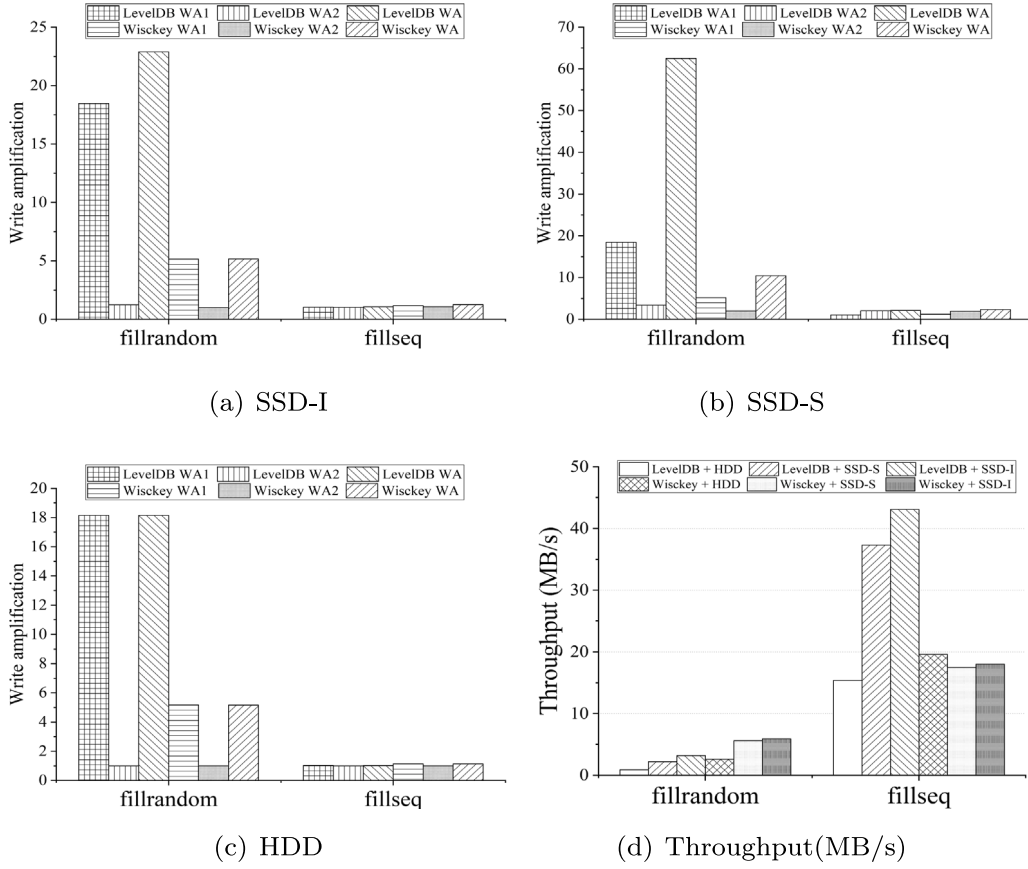 LevelDB WA1 LevelDB WA2 LevelDB WA
Wisckey WA1 Wisckey WA2 Wisckey WA
25
20
15
10
5
0
Write amplification
fillrandom fillseq
(a) SSD-I
LevelDB WA1 LevelDB WA2 LevelDB WA
Wisckey WA1 Wisckey WA2 Wisckey WA
70
60
50
40
30
20
10
0
Write amplification
fillrandom fillseq
(b) SSD-S
LevelDB WA1 LevelDB WA2 LevelDB WA
Wisckey WA1 Wisckey WA2 Wisckey WA
20
18
16
14
12
10
8
6
4
2
0
Write amplification
fillrandom fillseq
(c) HDD
LevelDB + HDD LevelDB + SSD-S LevelDB + SSD-I
Wisckey + HDD Wisckey + SSD-S Wisckey + SSD-I
50
40
30
20
10
0
Throughput (MB/s)
fillrandom fillseq
(d) Throughput(MB/s)